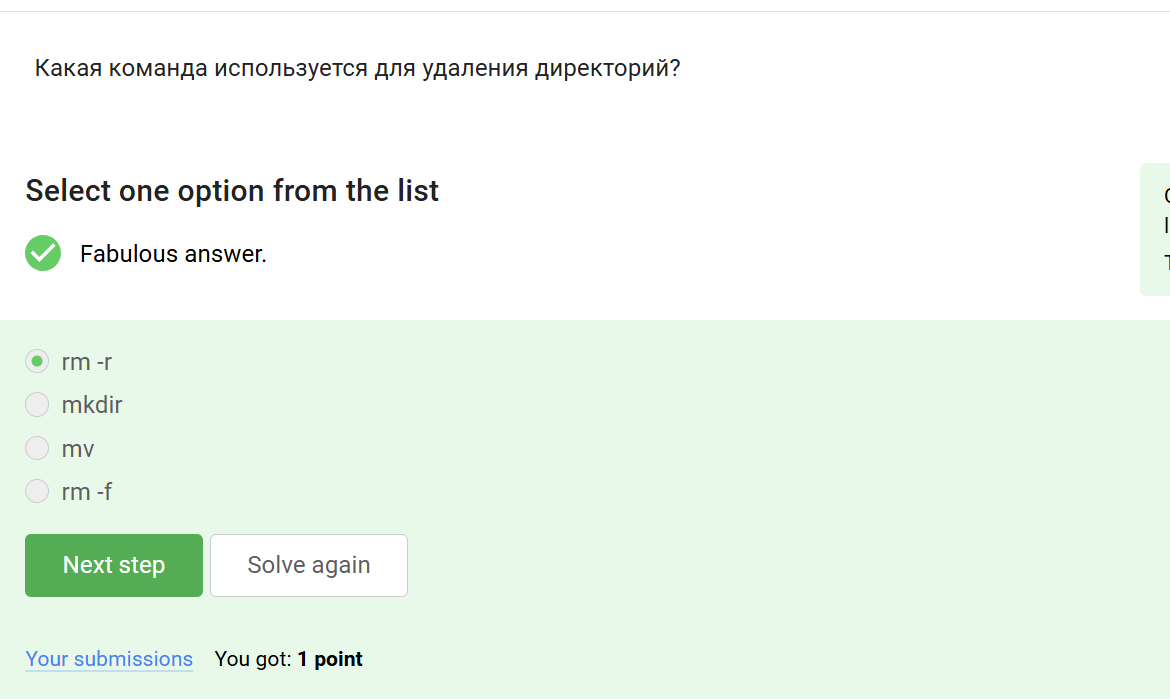 Какая команда используется для удаления директорий?
Select one option from the list
Fabulous answer.
rm -r
mkdir
mv
rm -f
Next step
Solve again
Your submissions You got: 1 point